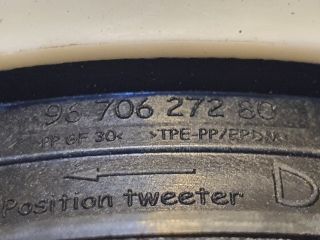 96 706 272 80
>PP GF 30< >TPE-PP/EPDM<
Position tweeter D